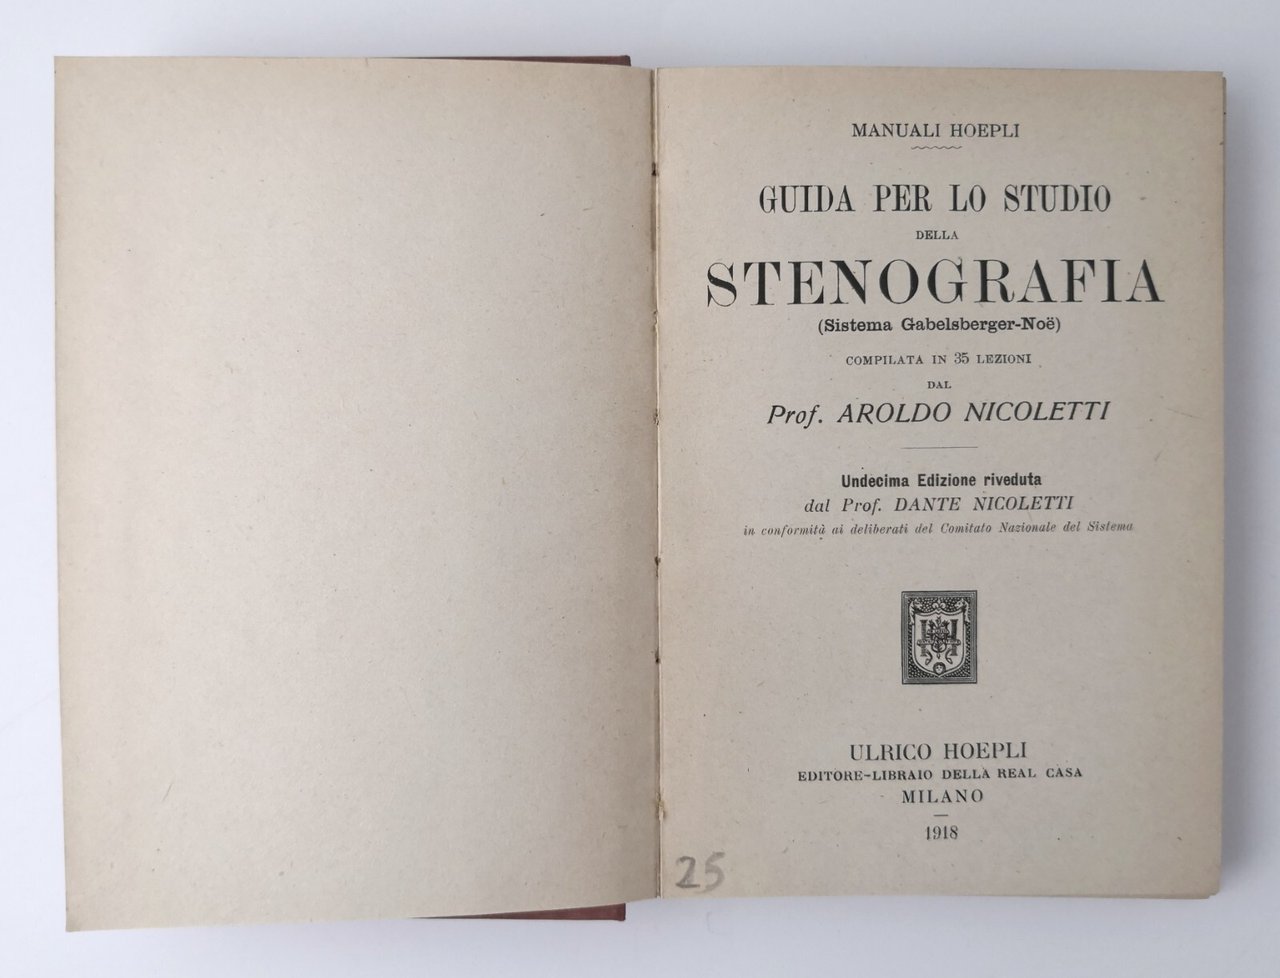 MANUALI HOEPLI
GUIDA PER LO STUDIO
DELLA
STENOGRAFIA
(Sistema Gabelsberger-Noë)
COMPILATA IN 35 LEZIONI
DAL
Prof. AROLDO NICOLETTI
Undecima Edizione riveduta
dal Prof. DANTE NICOLETTI
in conformità ai deliberati del Comitato Nazionale del Sistema
ULRICO HOEPLI
EDITORE-LIBRAIO DELLA REAL CASA
MILANO
1918
25